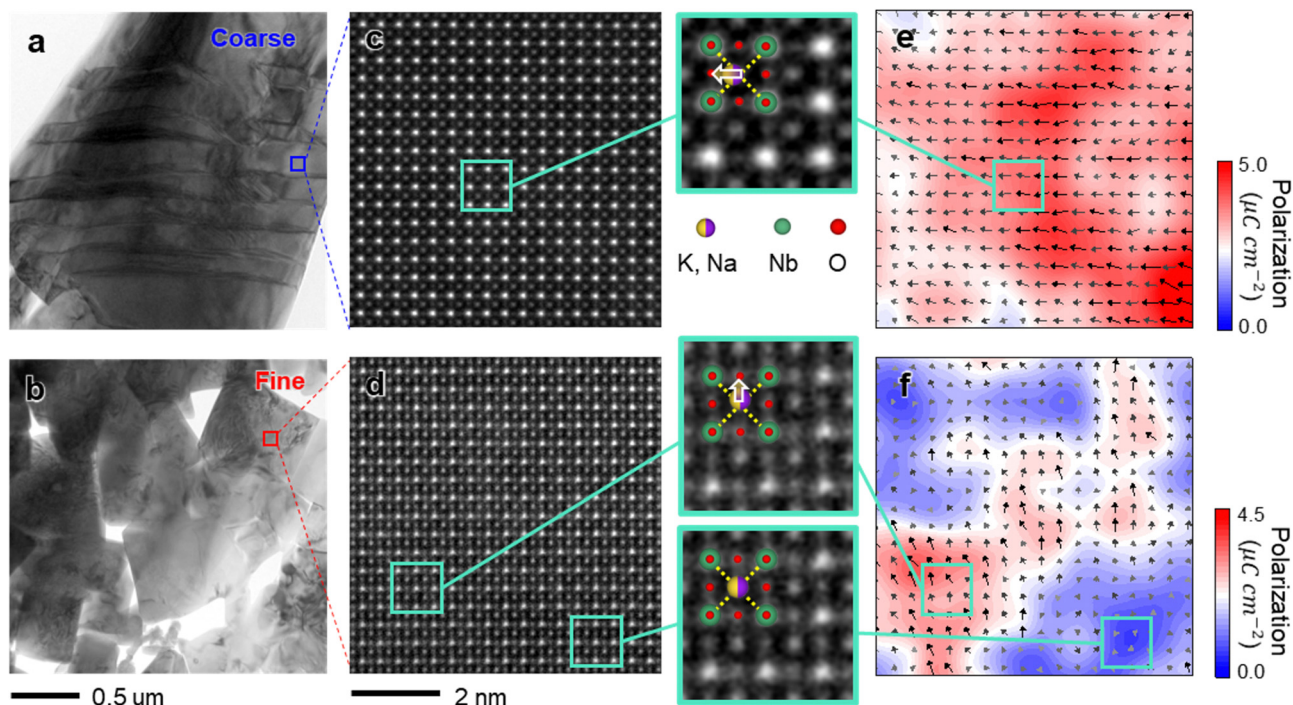 a
Coarse
c
e
K, Na
Nb
O
5.0
Polarization
(μC cm⁻²)
0.0
b
Fine
d
f
4.5
Polarization
(μC cm⁻²)
0.0
0.5 um
2 nm